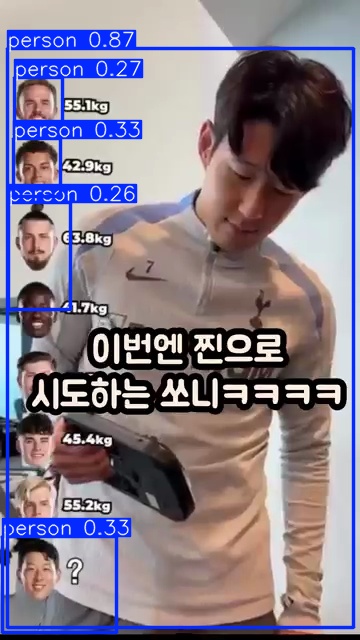 person 0.87
person 0.27
55.1kg
person 0.33
42.9kg
person 0.26
63.8kg
41.7kg
7
이번엔 찐으로
시도하는 쏘니ㅋㅋㅋㅋ
45.4kg
55.2kg
person 0.33
?